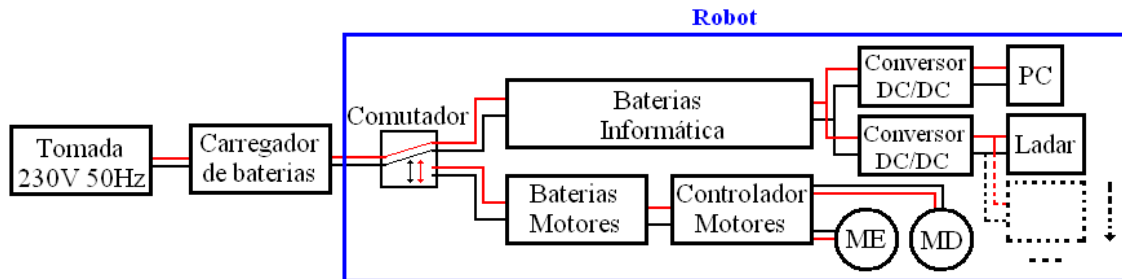 Robot
Tomada
230V 50Hz
Carregador
de baterias
Comutador
Baterias
Informática
Conversor
DC/DC
PC
Conversor
DC/DC
Ladar
Baterias
Motores
Controlador
Motores
ME
MD